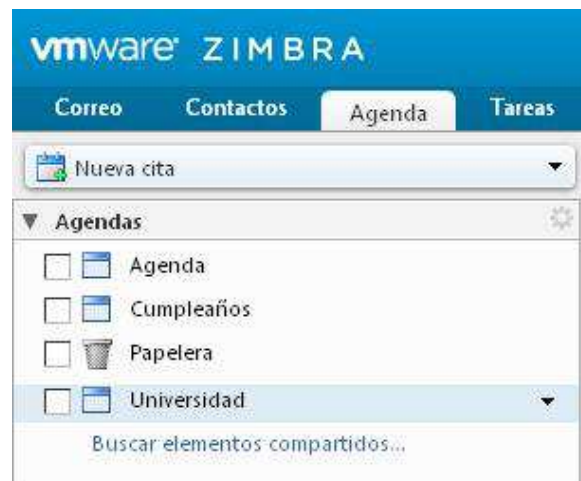 vmware ZIMBRA
Correo Contactos Agenda Tareas
Nueva cita
Agendas
Agenda
Cumpleaños
Papelera
Universidad
Buscar elementos compartidos...